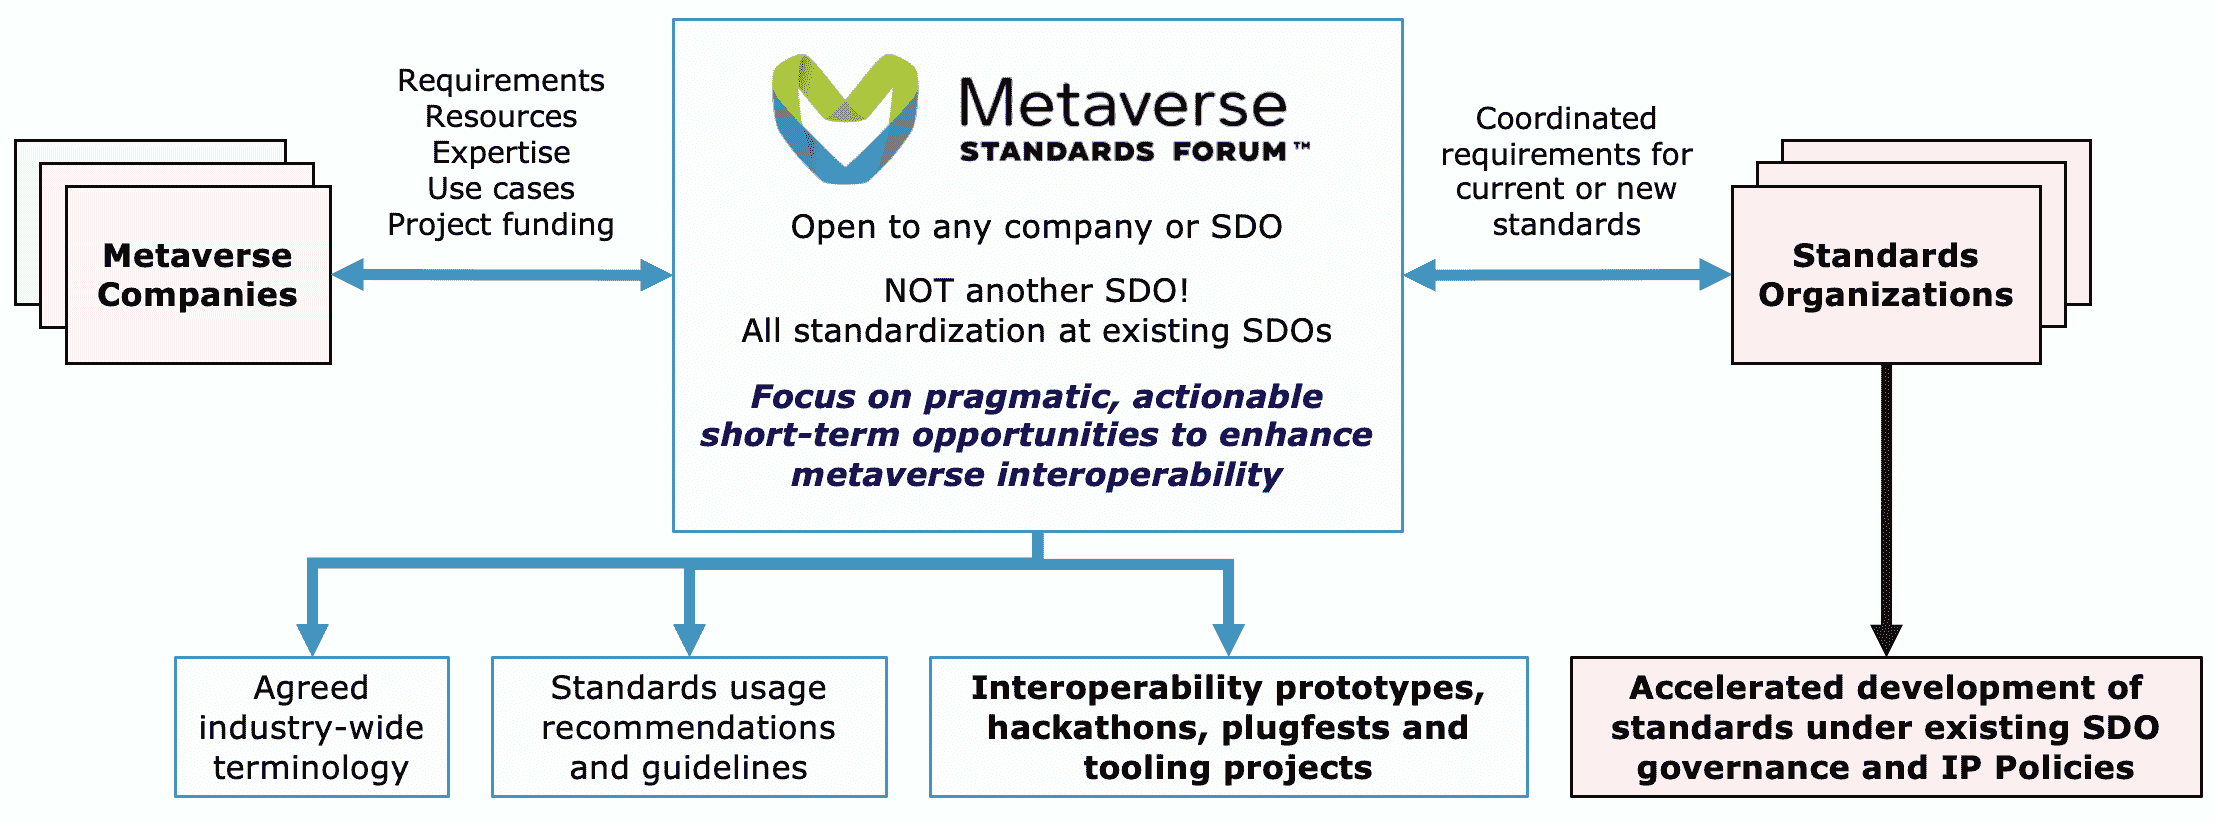 Requirements
Resources
Expertise
Use cases
Project funding
Metaverse
Companies
Metaverse
STANDARDS FORUM™
Open to any company or SDO
NOT another SDO!
All standardization at existing SDOs
Focus on pragmatic, actionable
short-term opportunities to enhance
metaverse interoperability
Coordinated
requirements for
current or new
standards
Standards
Organizations
Agreed
industry-wide
terminology
Standards usage
recommendations
and guidelines
Interoperability prototypes,
hackathons, plugfests and
tooling projects
Accelerated development of
standards under existing SDO
governance and IP Policies